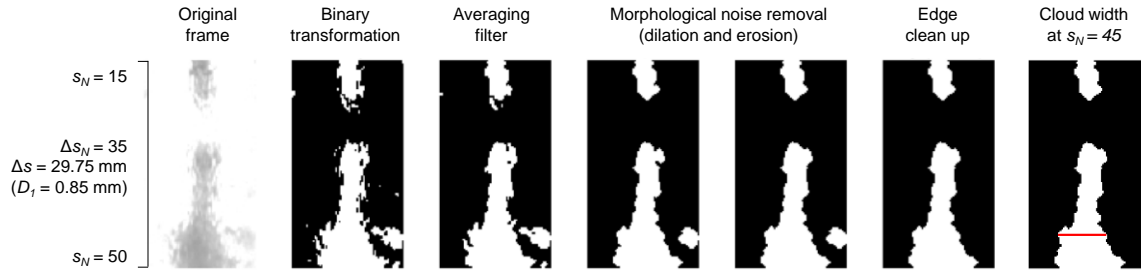 Original
frame
Binary
transformation
Averaging
filter
Morphological noise removal
(dilation and erosion)
Edge
clean up
Cloud width
at s_N = 45
s_N = 15
Δs_N = 35
Δs = 29.75 mm
(D_1 = 0.85 mm)
s_N = 50